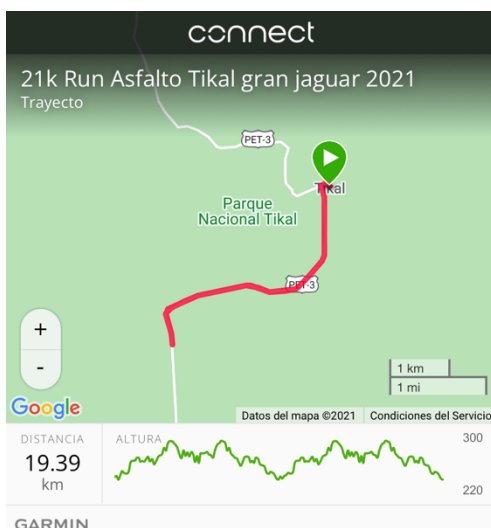 connect
21k Run Asfalto Tikal gran jaguar 2021
Trayecto
PET-3
Tikal
Parque
Nacional Tikal
PET-3
+
-
1 km
1 mi
Google
Datos del mapa ©2021 Condiciones del Servicio
DISTANCIA
19.39
km
ALTURA
300
220
GARMIN